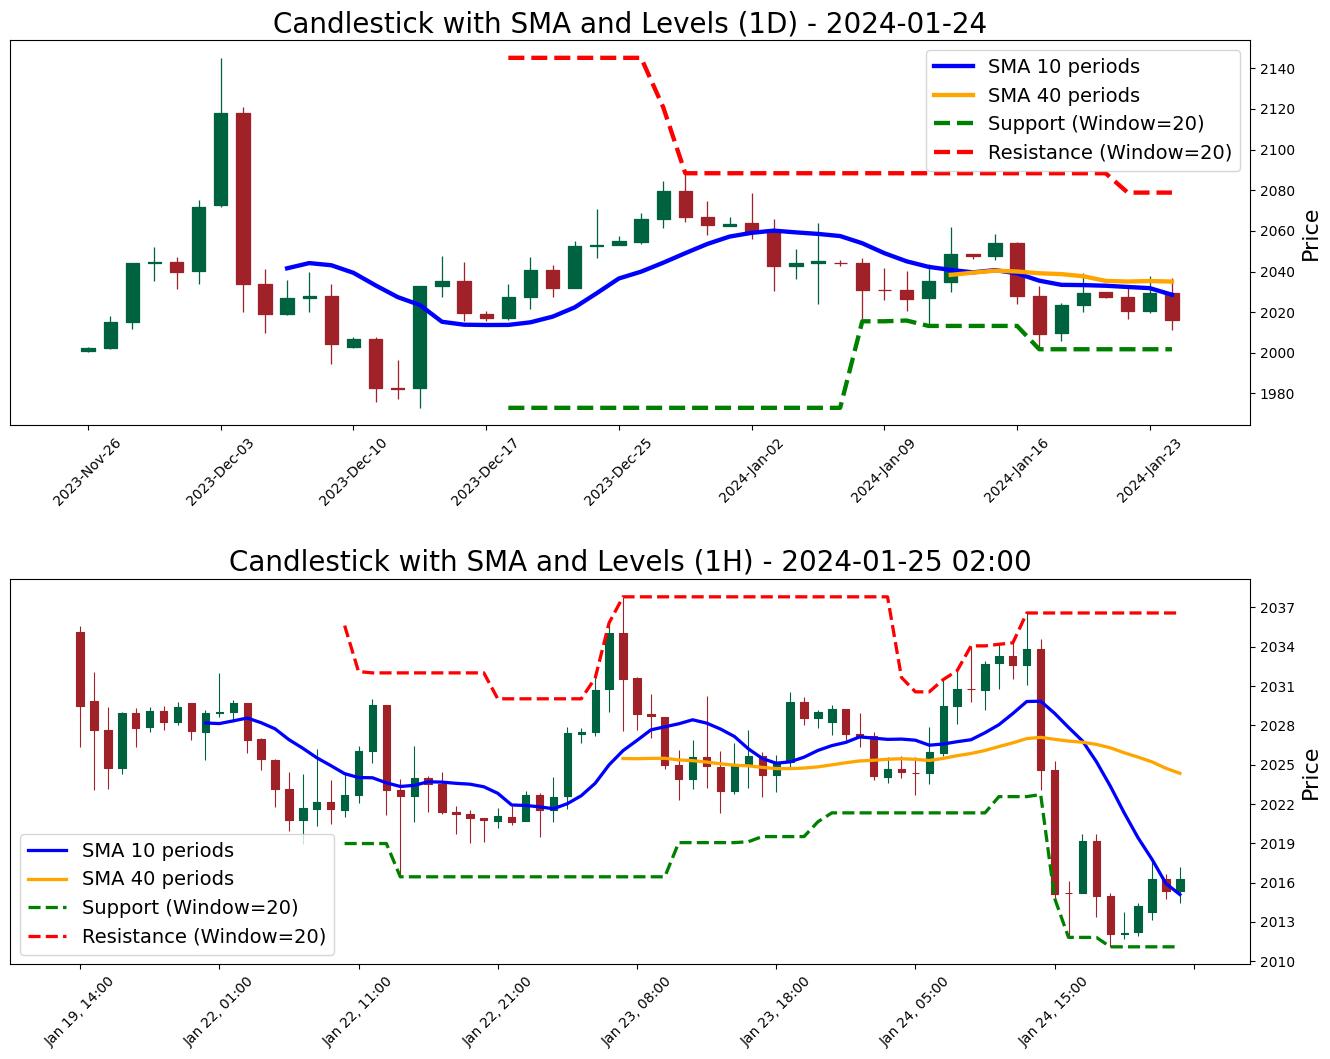 Candlestick with SMA and Levels (1D) - 2024-01-24
SMA 10 periods
SMA 40 periods
Support (Window=20)
Resistance (Window=20)
2140
2120
2100
2080
2060
2040
2020
2000
1980
Price
2023-Nov-26
2023-Dec-03
2023-Dec-10
2023-Dec-17
2023-Dec-25
2024-Jan-02
2024-Jan-09
2024-Jan-16
2024-Jan-23
Candlestick with SMA and Levels (1H) - 2024-01-25 02:00
2037
2034
2031
2028
2025
2022
2019
2016
2013
2010
Price
SMA 10 periods
SMA 40 periods
Support (Window=20)
Resistance (Window=20)
Jan 19, 14:00
Jan 22, 01:00
Jan 22, 11:00
Jan 22, 21:00
Jan 23, 08:00
Jan 23, 18:00
Jan 24, 05:00
Jan 24, 15:00